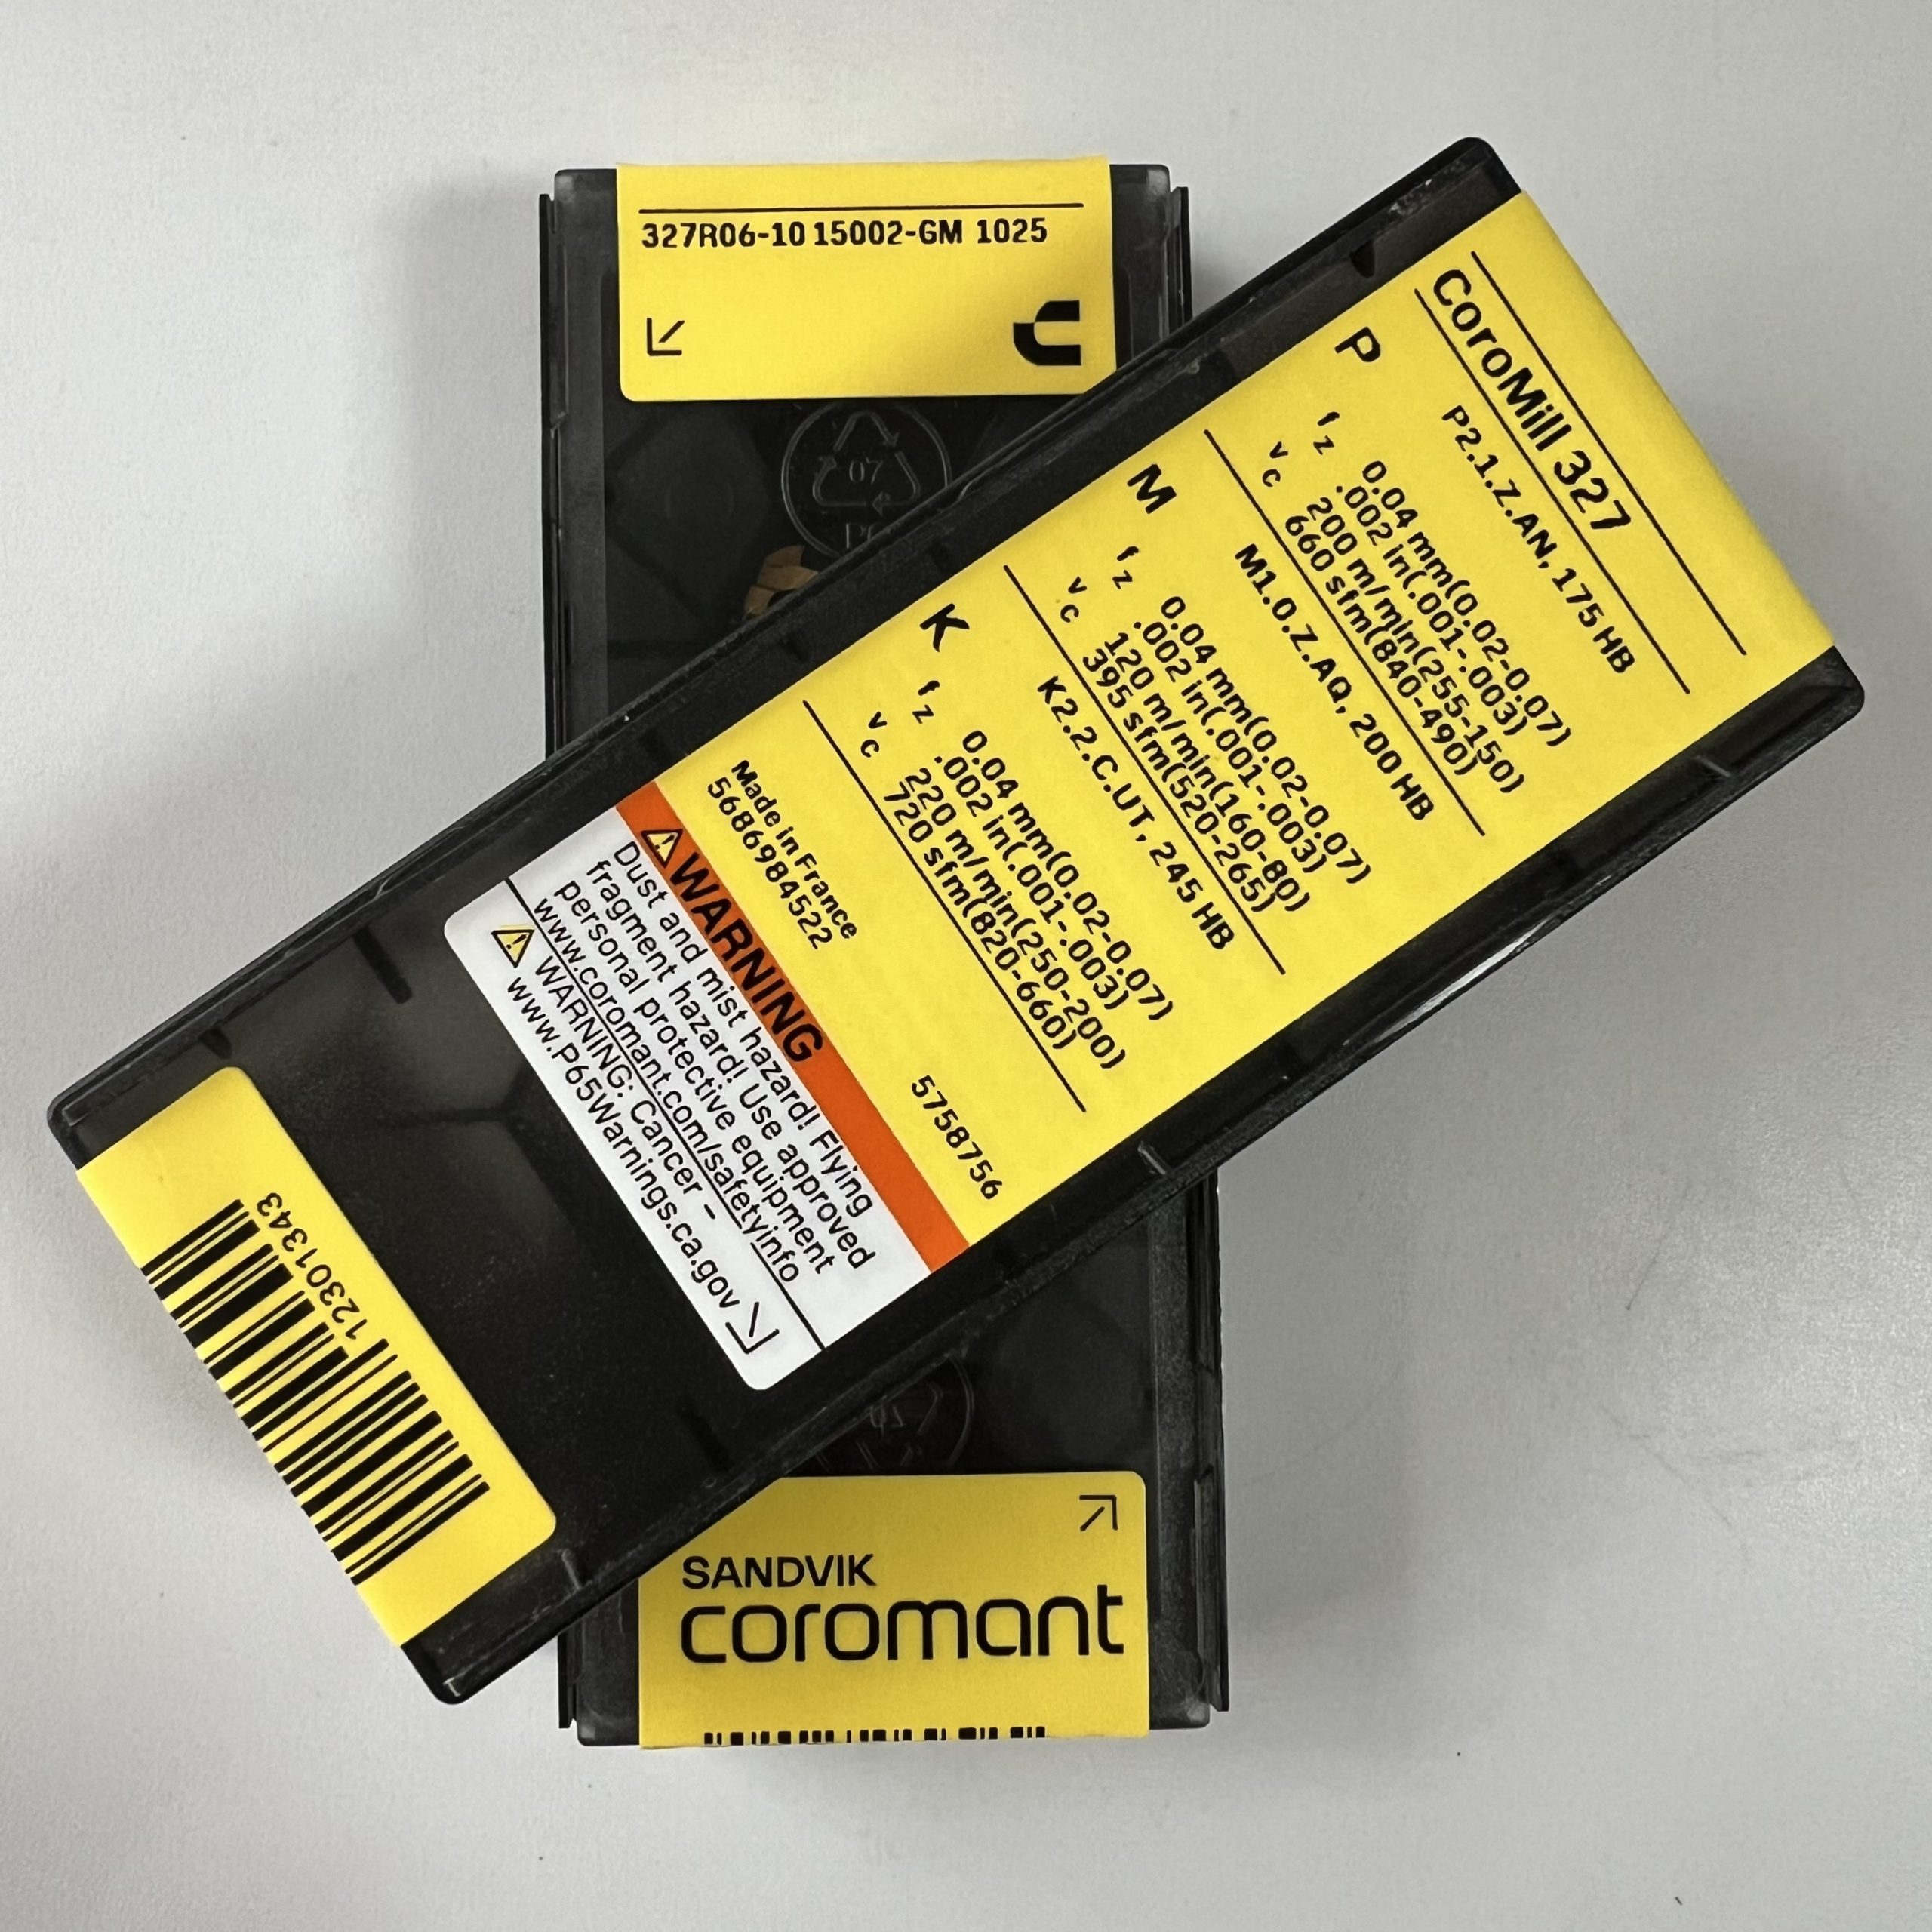 327R06-10 15002-GM 1025
07
CoroMill 327
P P2.1.Z.AN, 175 HB
fz 0.04 mm(0.02-0.07)
.002 in(.001-.003)
vc 200 m/min(255-150)
660 sfm(840-490)
M M1.0.Z.AQ, 200 HB
fz 0.04 mm(0.02-0.07)
.002 in(.001-.003)
vc 120 m/min(160-80)
395 sfm(520-265)
K K2.2.C.UT, 245 HB
fz 0.04 mm(0.02-0.07)
.002 in(.001-.003)
vc 220 m/min(250-200)
720 sfm(820-660)
Made in France
5686984522 5758756
WARNING
Dust and mist hazard! Flying
fragment hazard! Use approved
personal protective equipment
www.coromant.com/safetyinfo
WARNING: Cancer -
www.P65Warnings.ca.gov
12301343
SANDVIK
coromant